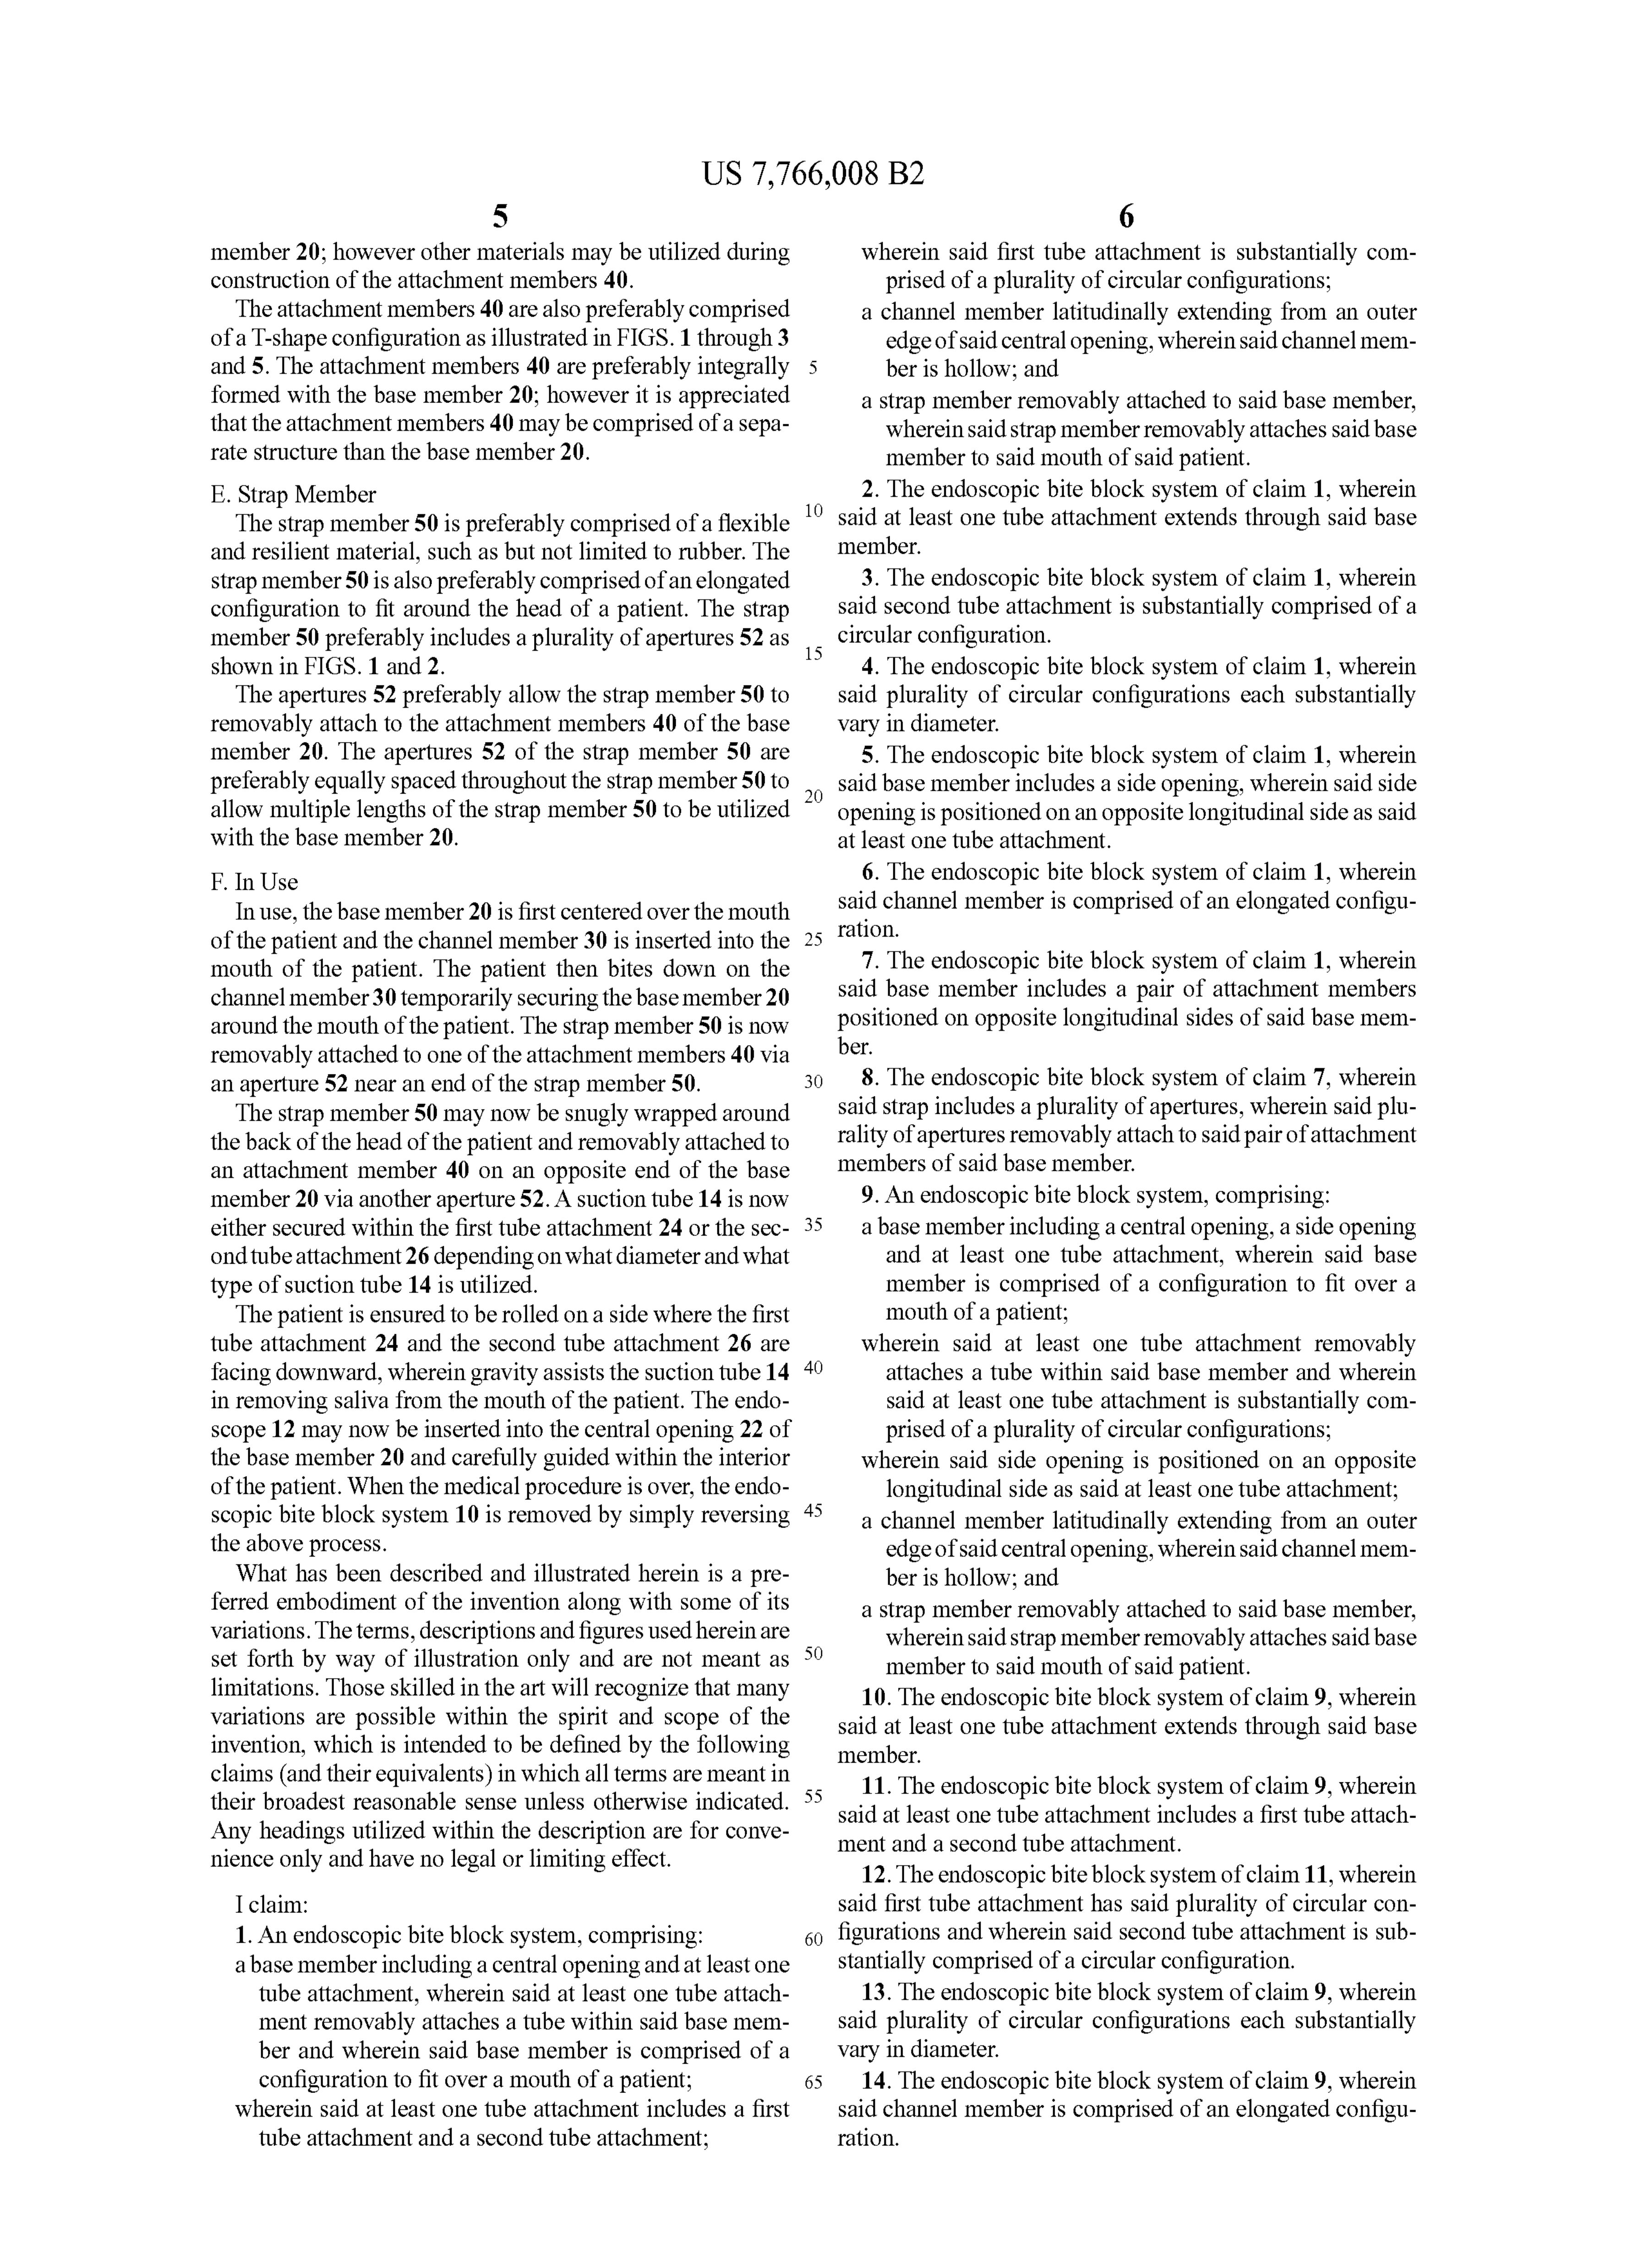 US 7,766,008 B2
5
member 20; however other materials may be utilized during
construction of the attachment members 40.
The attachment members 40 are also preferably comprised
of a T-shape configuration as illustrated in FIGS. 1 through 3
and 5. The attachment members 40 are preferably integrally
formed with the base member 20; however it is appreciated
that the attachment members 40 may be comprised of a sepa-
rate structure than the base member 20.
E. Strap Member
The strap member 50 is preferably comprised of a flexible
and resilient material, such as but not limited to rubber. The
strap member 50 is also preferably comprised of an elongated
configuration to fit around the head of a patient. The strap
member 50 preferably includes a plurality of apertures 52 as
shown in FIGS. 1 and 2.
The apertures 52 preferably allow the strap member 50 to
removably attach to the attachment members 40 of the base
member 20. The apertures 52 of the strap member 50 are
preferably equally spaced throughout the strap member 50 to
allow multiple lengths of the strap member 50 to be utilized
with the base member 20.
F. In Use
In use, the base member 20 is first centered over the mouth
of the patient and the channel member 30 is inserted into the
mouth of the patient. The patient then bites down on the
channel member 30 temporarily securing the base member 20
around the mouth of the patient. The strap member 50 is now
removably attached to one of the attachment members 40 via
an aperture 52 near an end of the strap member 50.
The strap member 50 may now be snugly wrapped around
the back of the head of the patient and removably attached to
an attachment member 40 on an opposite end of the base
member 20 via another aperture 52. A suction tube 14 is now
either secured within the first tube attachment 24 or the sec-
ond tube attachment 26 depending on what diameter and what
type of suction tube 14 is utilized.
The patient is ensured to be rolled on a side where the first
tube attachment 24 and the second tube attachment 26 are
facing downward, wherein gravity assists the suction tube 14
in removing saliva from the mouth of the patient. The endo-
scope 12 may now be inserted into the central opening 22 of
the base member 20 and carefully guided within the interior
of the patient. When the medical procedure is over, the endo-
scopic bite block system 10 is removed by simply reversing
the above process.
What has been described and illustrated herein is a pre-
ferred embodiment of the invention along with some of its
variations. The terms, descriptions and figures used herein are
set forth by way of illustration only and are not meant as
limitations. Those skilled in the art will recognize that many
variations are possible within the spirit and scope of the
invention, which is intended to be defined by the following
claims (and their equivalents) in which all terms are meant in
their broadest reasonable sense unless otherwise indicated.
Any headings utilized within the description are for conve-
nience only and have no legal or limiting effect.
I claim:
1. An endoscopic bite block system, comprising:
a base member including a central opening and at least one
tube attachment, wherein said at least one tube attach-
ment removably attaches a tube within said base mem-
ber and wherein said base member is comprised of a
configuration to fit over a mouth of a patient;
wherein said at least one tube attachment includes a first
tube attachment and a second tube attachment;
5
10
15
20
25
30
35
40
45
50
55
60
65
6
wherein said first tube attachment is substantially com-
prised of a plurality of circular configurations;
a channel member latitudinally extending from an outer
edge of said central opening, wherein said channel mem-
ber is hollow; and
a strap member removably attached to said base member,
wherein said strap member removably attaches said base
member to said mouth of said patient.
2. The endoscopic bite block system of claim 1, wherein
said at least one tube attachment extends through said base
member.
3. The endoscopic bite block system of claim 1, wherein
said second tube attachment is substantially comprised of a
circular configuration.
4. The endoscopic bite block system of claim 1, wherein
said plurality of circular configurations each substantially
vary in diameter.
5. The endoscopic bite block system of claim 1, wherein
said base member includes a side opening, wherein said side
opening is positioned on an opposite longitudinal side as said
at least one tube attachment.
6. The endoscopic bite block system of claim 1, wherein
said channel member is comprised of an elongated configu-
ration.
7. The endoscopic bite block system of claim 1, wherein
said base member includes a pair of attachment members
positioned on opposite longitudinal sides of said base mem-
ber.
8. The endoscopic bite block system of claim 7, wherein
said strap includes a plurality of apertures, wherein said plu-
rality of apertures removably attach to said pair of attachment
members of said base member.
9. An endoscopic bite block system, comprising:
a base member including a central opening, a side opening
and at least one tube attachment, wherein said base
member is comprised of a configuration to fit over a
mouth of a patient;
wherein said at least one tube attachment removably
attaches a tube within said base member and wherein
said at least one tube attachment is substantially com-
prised of a plurality of circular configurations;
wherein said side opening is positioned on an opposite
longitudinal side as said at least one tube attachment;
a channel member latitudinally extending from an outer
edge of said central opening, wherein said channel mem-
ber is hollow; and
a strap member removably attached to said base member,
wherein said strap member removably attaches said base
member to said mouth of said patient.
10. The endoscopic bite block system of claim 9, wherein
said at least one tube attachment extends through said base
member.
11. The endoscopic bite block system of claim 9, wherein
said at least one tube attachment includes a first tube attach-
ment and a second tube attachment.
12. The endoscopic bite block system of claim 11, wherein
said first tube attachment has said plurality of circular con-
figurations and wherein said second tube attachment is sub-
stantially comprised of a circular configuration.
13. The endoscopic bite block system of claim 9, wherein
said plurality of circular configurations each substantially
vary in diameter.
14. The endoscopic bite block system of claim 9, wherein
said channel member is comprised of an elongated configu-
ration.